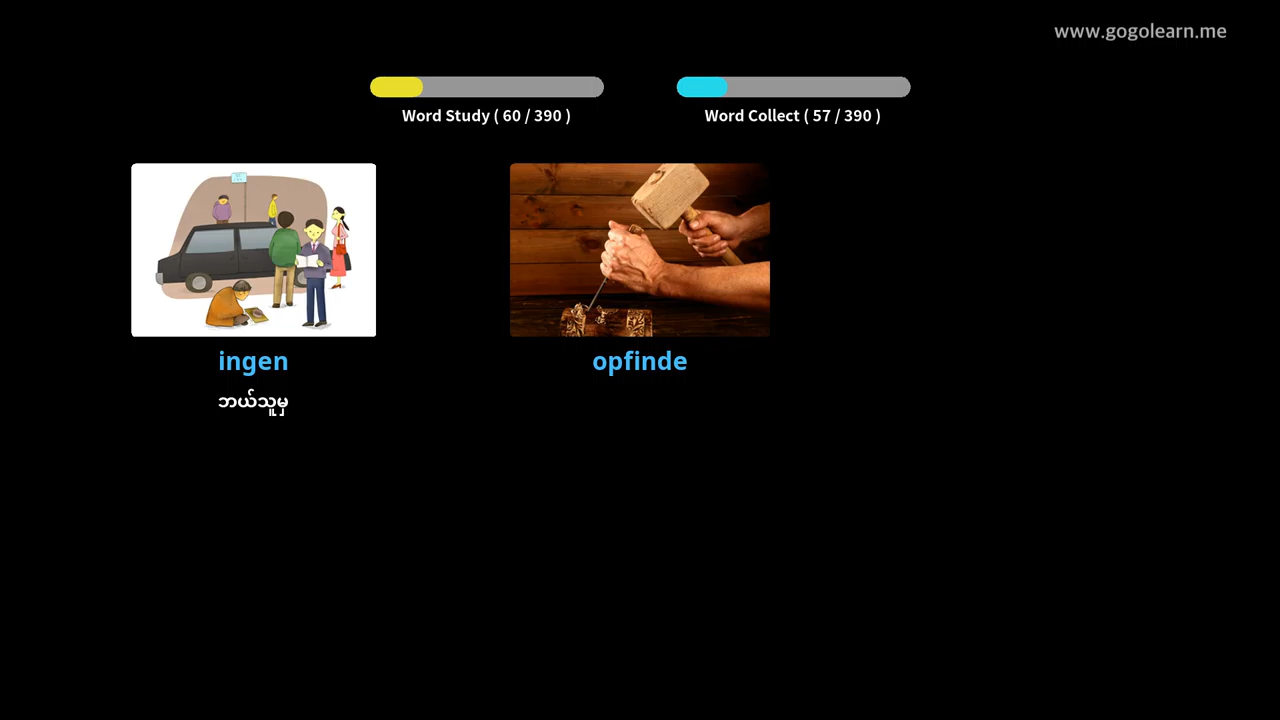 www.gogolearn.me
Word Study ( 60 / 390 )
Word Collect ( 57 / 390 )
ingen
opfinde
ဘယ်သူမှ